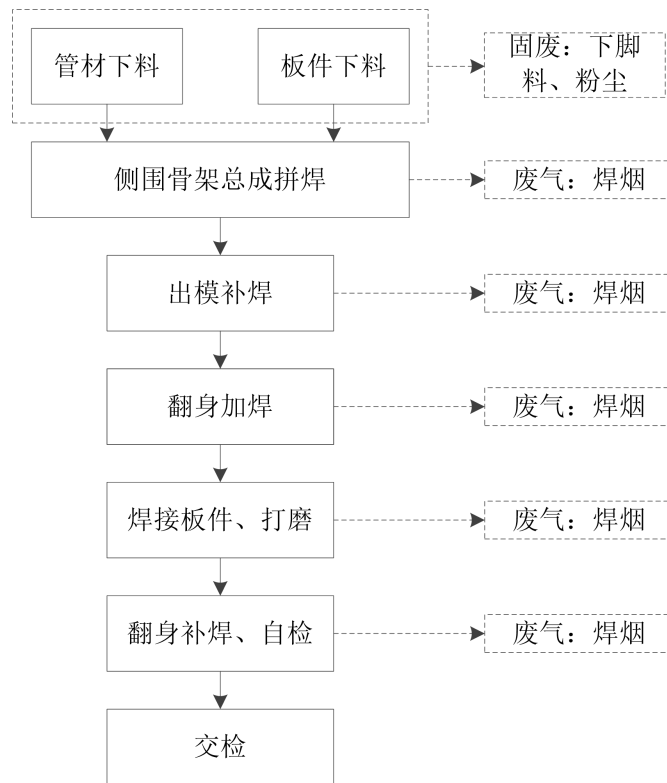 管材下料
板件下料
固废：下脚
料、粉尘
侧围骨架总成拼焊
废气：焊烟
出模补焊
废气：焊烟
翻身加焊
废气：焊烟
焊接板件、打磨
废气：焊烟
翻身补焊、自检
废气：焊烟
交检